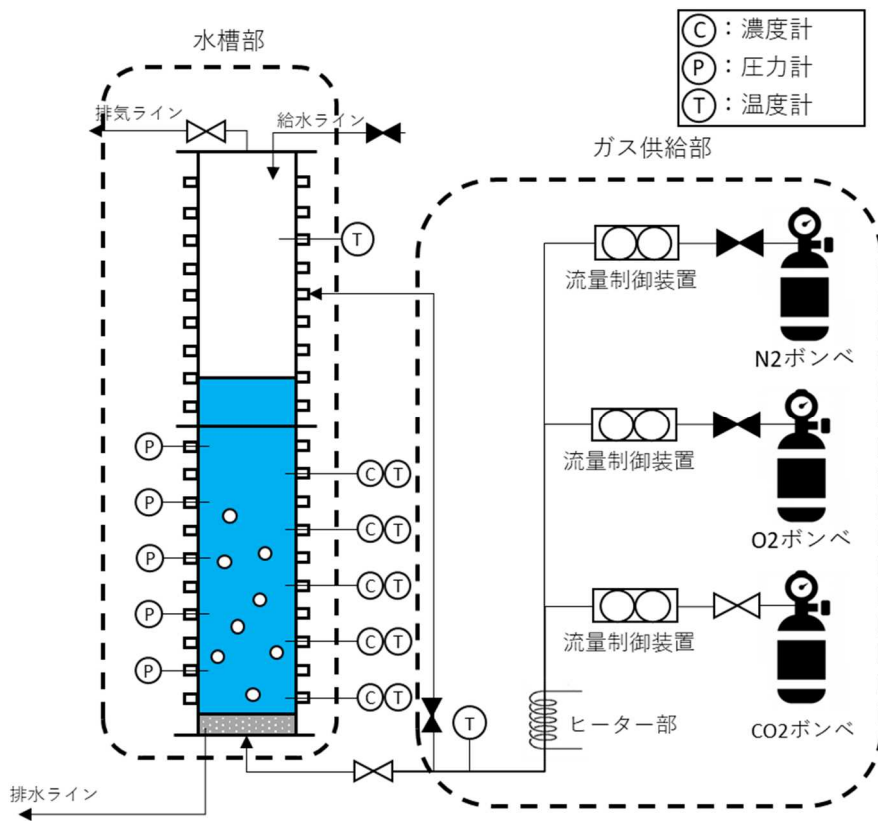 C：濃度計
P：圧力計
T：温度計
水槽部
排気ライン
給水ライン
ガス供給部
T
流量制御装置
N2ボンベ
P
C T
流量制御装置
P
O2ボンベ
C T
P
C T
P
流量制御装置
C T
P
C T
T
ヒーター部
CO2ボンベ
排水ライン